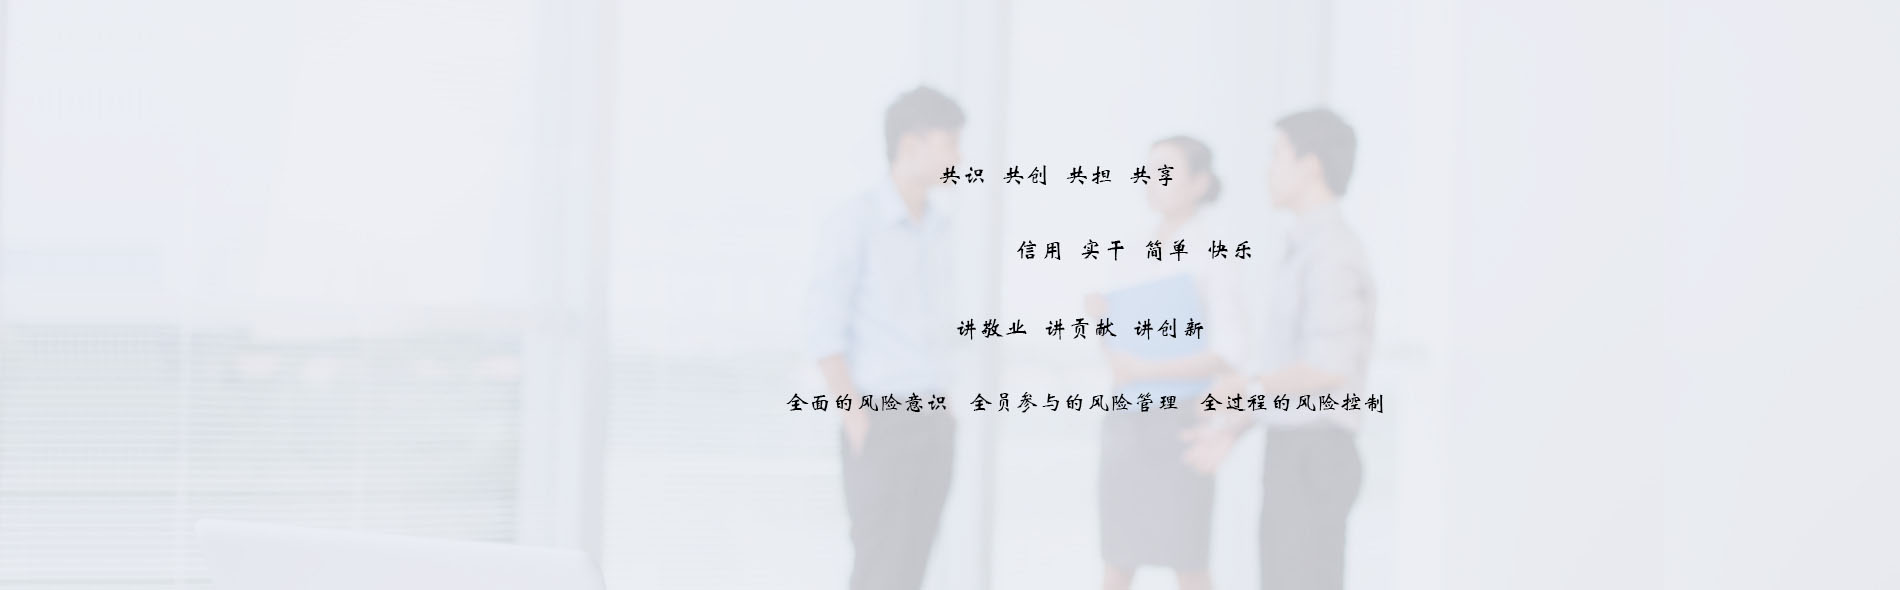 共识 共创 共担 共享
信用 实干 简单 快乐
讲敬业 讲贡献 讲创新
全面的风险意识 全员参与的风险管理 全过程的风险控制